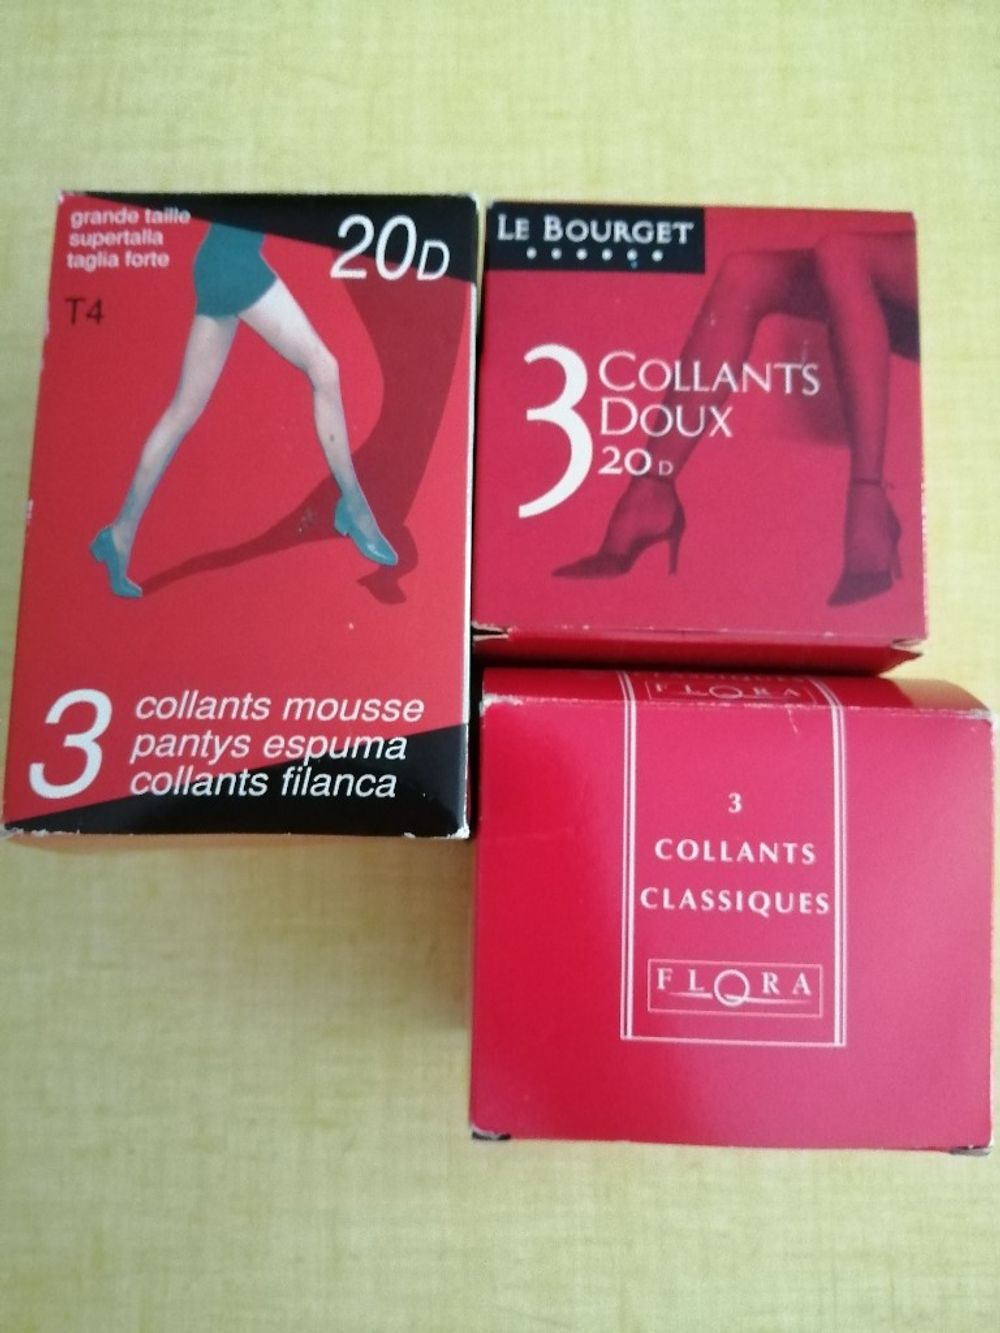 grande taille
supertalla
taglia forte
T4
20D
3 collants mousse
pantys espuma
collants filanca
LE BOURGET
3 COLLANTS
DOUX
20 D
FLORA
3
COLLANTS
CLASSIQUES
FLORA